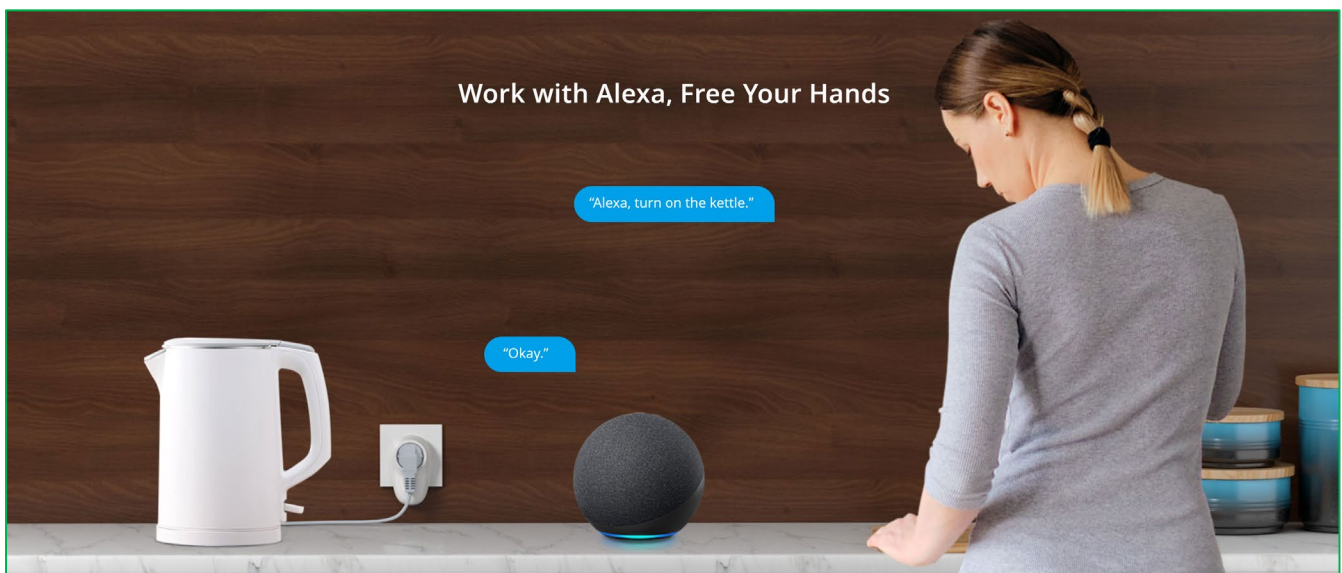 Work with Alexa, Free Your Hands
“Alexa, turn on the kettle.”
“Okay.”